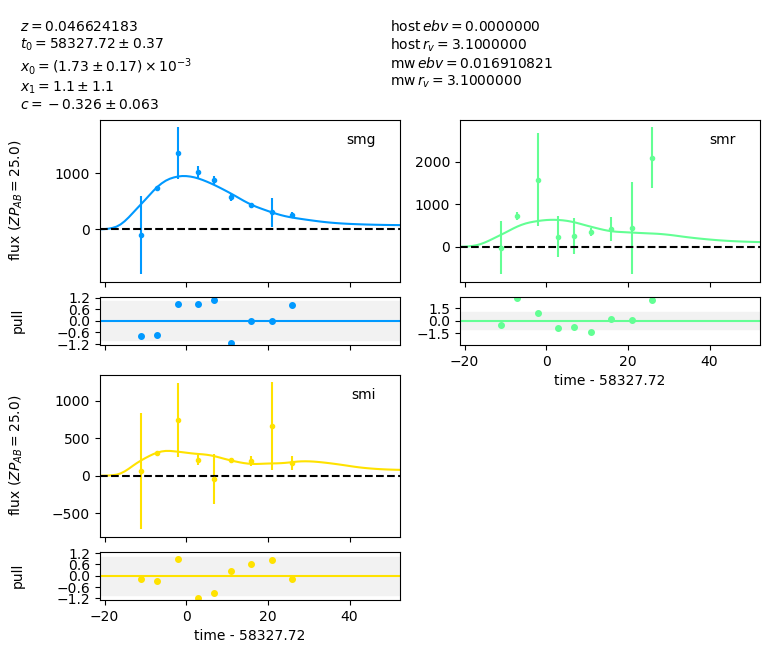 z = 0.046624183
t₀ = 58327.72 ± 0.37
x₀ = (1.73 ± 0.17) × 10⁻³
x₁ = 1.1 ± 1.1
c = −0.326 ± 0.063
host ebv = 0.0000000
host r_v = 3.1000000
mw ebv = 0.016910821
mw r_v = 3.1000000
flux (ZP_AB = 25.0)
smg
1000
0
pull
1.2
0.6
0.0
−0.6
−1.2
smr
2000
1000
0
1.5
0.0
−1.5
−20 0 20 40
time - 58327.72
flux (ZP_AB = 25.0)
smi
1000
500
0
−500
pull
1.2
0.6
0.0
−0.6
−1.2
−20 0 20 40
time - 58327.72